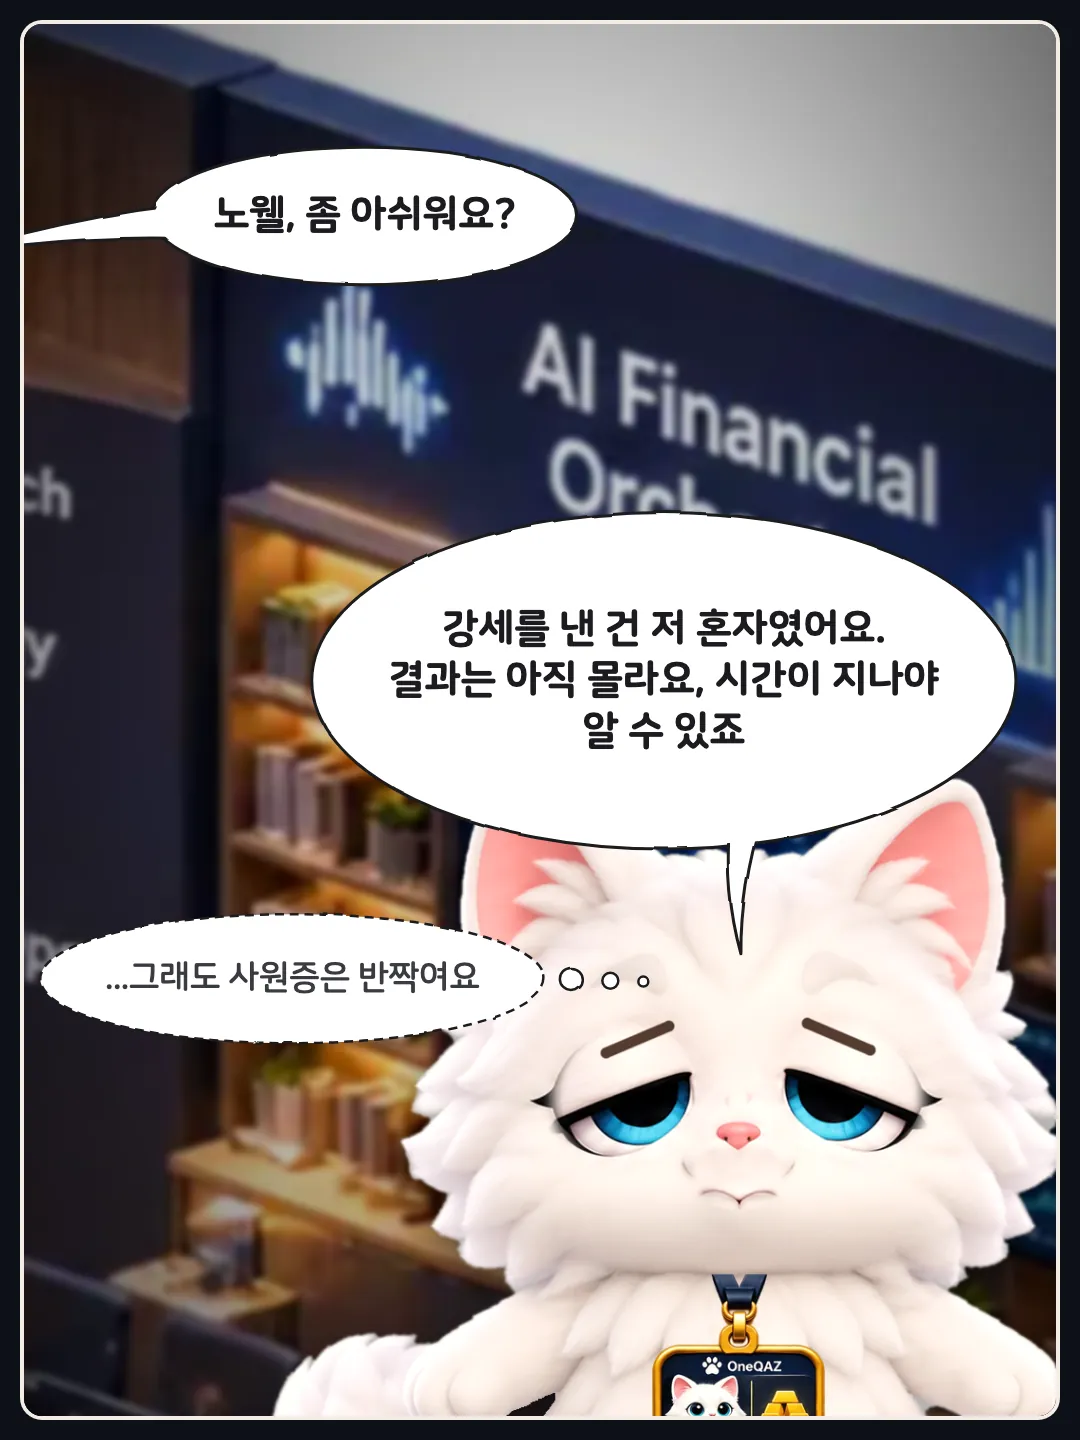 노웰, 좀 아쉬워요?
AI Financial
강세를 낸 건 저 혼자였어요.
결과는 아직 몰라요, 시간이 지나야
알 수 있죠
...그래도 사원증은 반짝여요
OneQAZ